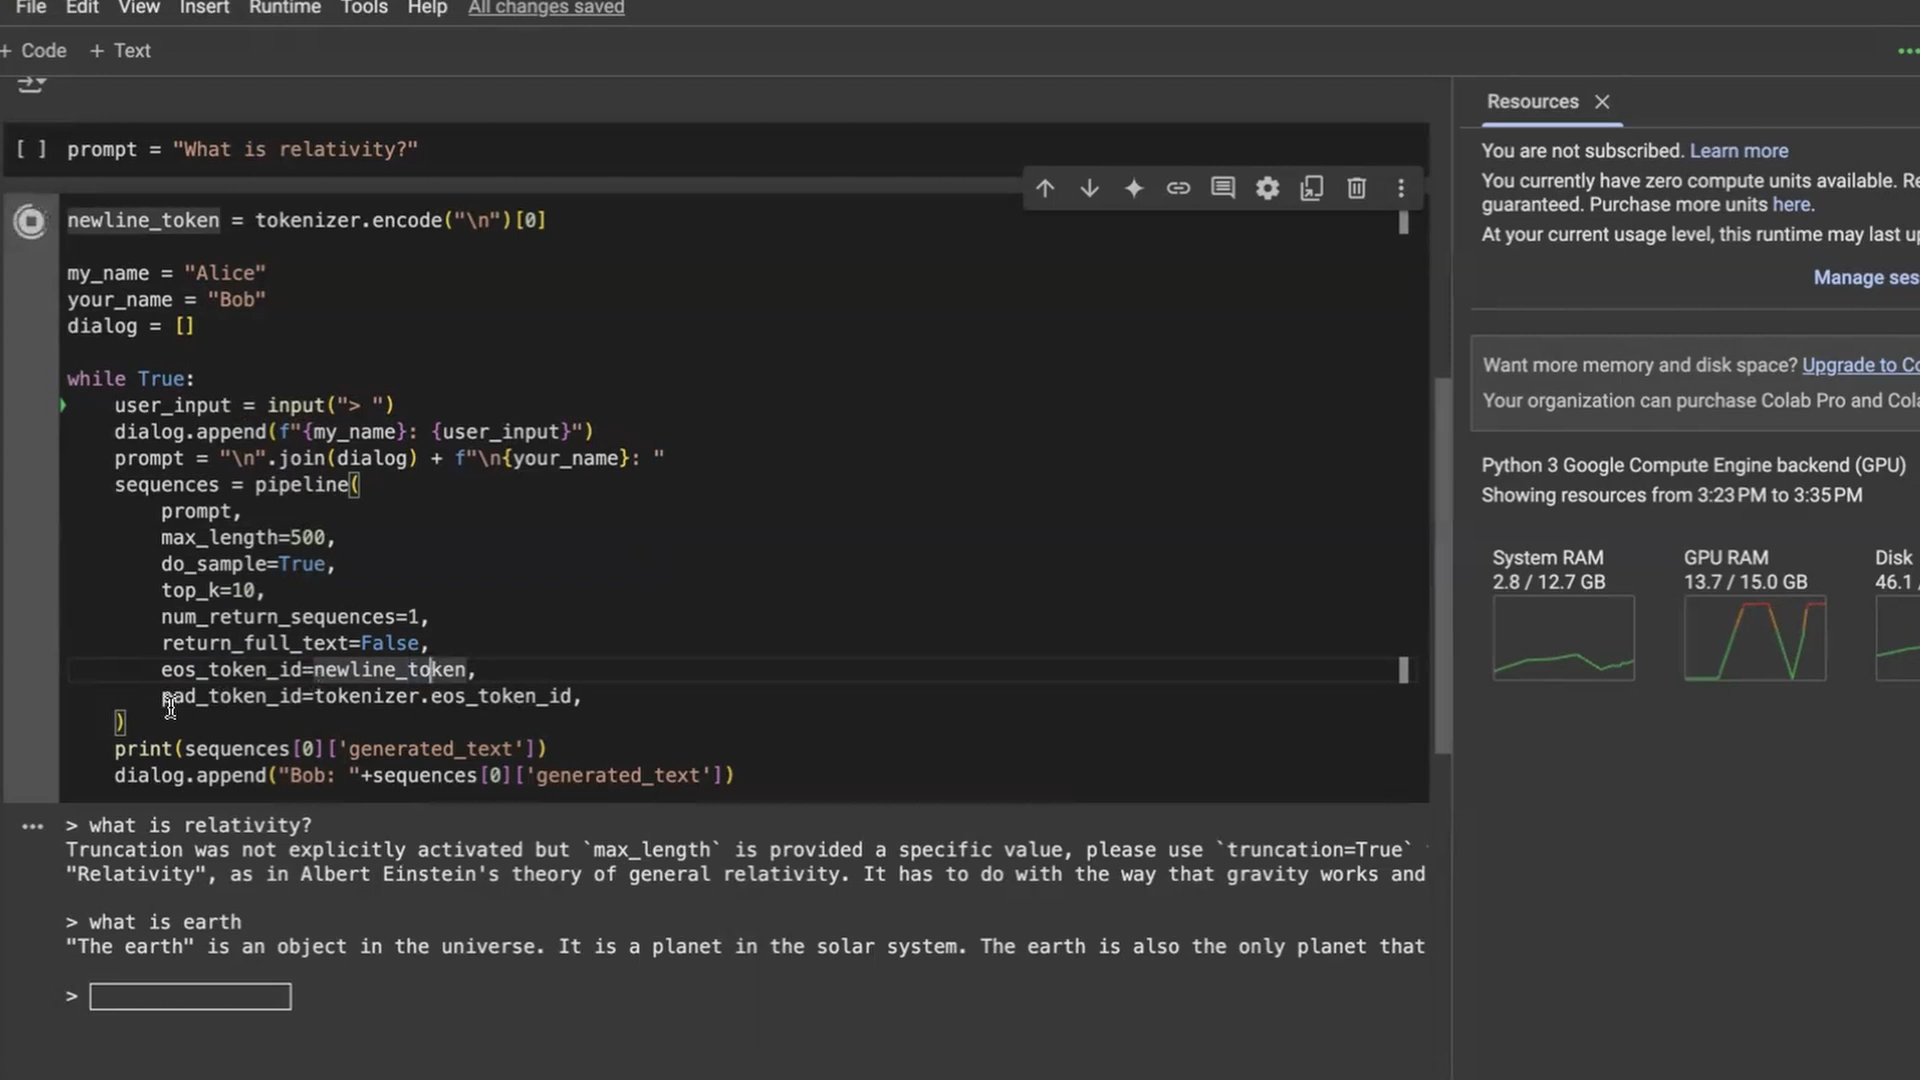 File Edit View Insert Runtime Tools Help All changes saved
+ Code + Text
Resources
You are not subscribed. Learn more
You currently have zero compute units available. Re
guaranteed. Purchase more units here.
At your current usage level, this runtime may last up
Manage ses
Want more memory and disk space? Upgrade to Co
Your organization can purchase Colab Pro and Cola
Python 3 Google Compute Engine backend (GPU)
Showing resources from 3:23 PM to 3:35 PM
System RAM
2.8 / 12.7 GB
GPU RAM
13.7 / 15.0 GB
Disk
46.1 /
[ ] prompt = "What is relativity?"
newline_token = tokenizer.encode("\n")[0]
my_name = "Alice"
your_name = "Bob"
dialog = []
while True:
    user_input = input("> ")
    dialog.append(f"{my_name}: {user_input}")
    prompt = "\n".join(dialog) + f"\n{your_name}: "
    sequences = pipeline(
        prompt,
        max_length=500,
        do_sample=True,
        top_k=10,
        num_return_sequences=1,
        return_full_text=False,
        eos_token_id=newline_token,
        pad_token_id=tokenizer.eos_token_id,
    )
    print(sequences[0]['generated_text'])
    dialog.append("Bob: "+sequences[0]['generated_text'])
> what is relativity?
Truncation was not explicitly activated but `max_length` is provided a specific value, please use `truncation=True`
"Relativity", as in Albert Einstein's theory of general relativity. It has to do with the way that gravity works and
> what is earth
"The earth" is an object in the universe. It is a planet in the solar system. The earth is also the only planet that
>